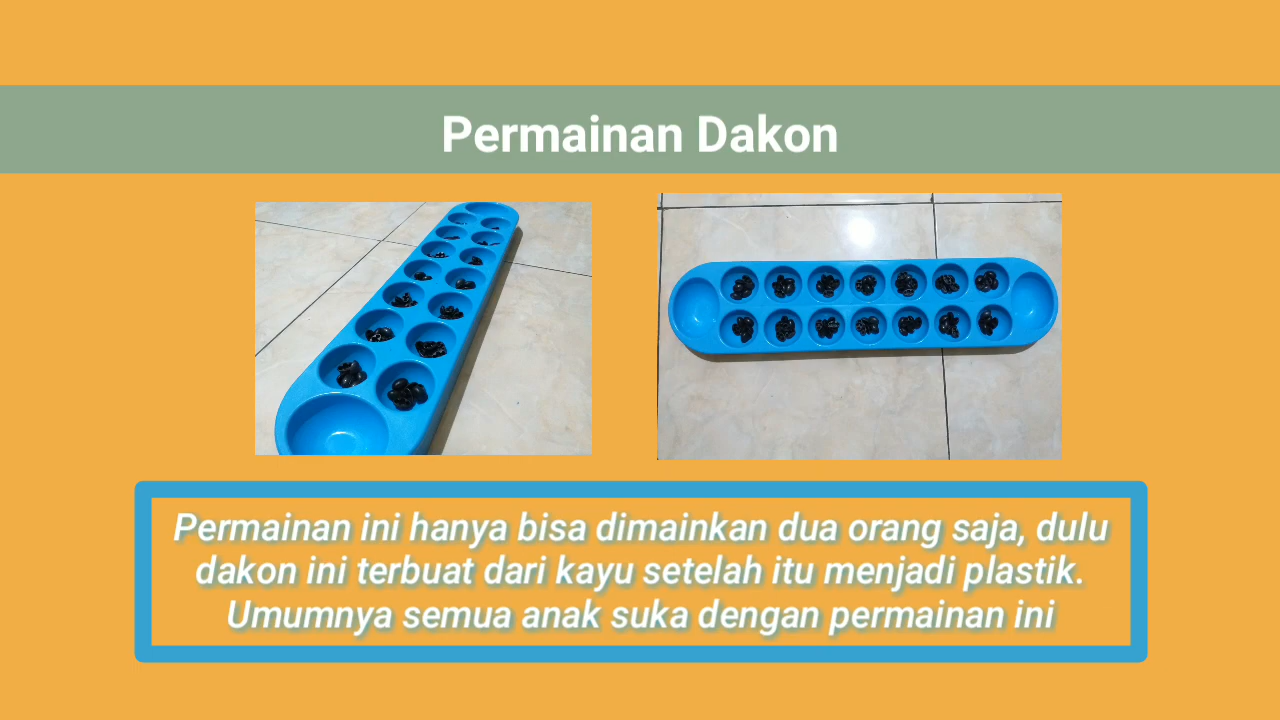 Permainan Dakon
Permainan ini hanya bisa dimainkan dua orang saja, dulu
dakon ini terbuat dari kayu setelah itu menjadi plastik.
Umumnya semua anak suka dengan permainan ini